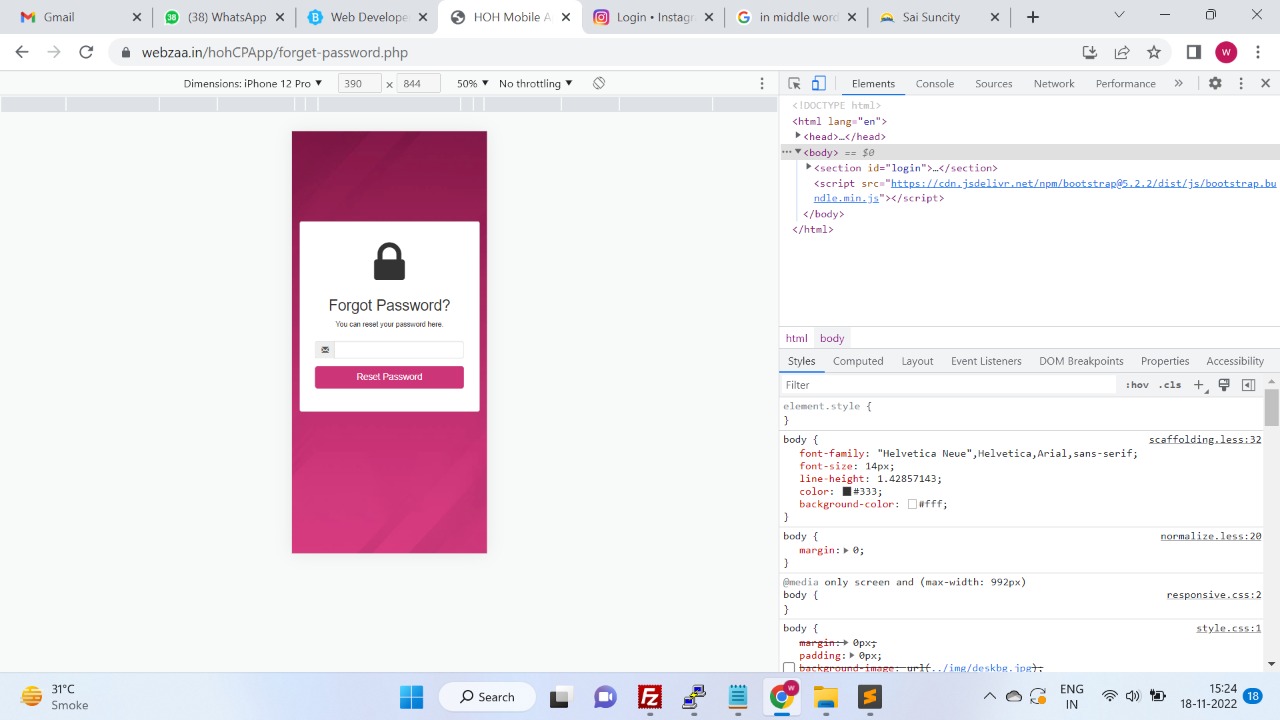 Gmail
(38) WhatsApp
Web Develope
HOH Mobile A
Login • Instagr
in middle word
Sai Suncity
webzaa.in/hohCPApp/forget-password.php
W
Dimensions: iPhone 12 Pro ▼ 390 × 844 50% ▼ No throttling ▼
Elements Console Sources Network Performance »
<!DOCTYPE html>
<html lang="en">
<head>…</head>
<body> == $0
<section id="login">…</section>
<script src="https://cdn.jsdelivr.net/npm/bootstrap@5.2.2/dist/js/bootstrap.bu
ndle.min.js"></script>
</body>
</html>
Forgot Password?
You can reset your password here.
Reset Password
html body
Styles Computed Layout Event Listeners DOM Breakpoints Properties Accessibility
Filter :hov .cls +
element.style {
}
body { scaffolding.less:32
font-family: "Helvetica Neue",Helvetica,Arial,sans-serif;
font-size: 14px;
line-height: 1.42857143;
color: #333;
background-color: #fff;
}
body { normalize.less:20
margin: 0;
}
@media only screen and (max-width: 992px)
body { responsive.css:2
}
body { style.css:1
margin: 0px;
padding: 0px;
background-image: url(../img/deskbg.jpg);
31°C
Smoke
Search
W
ENG
IN
15:24
18-11-2022
18